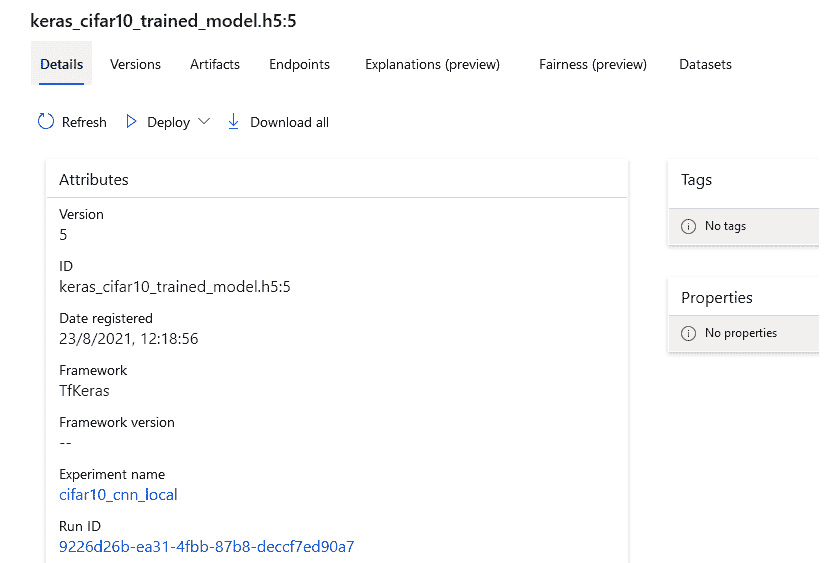 keras_cifar10_trained_model.h5:5
Details Versions Artifacts Endpoints Explanations (preview) Fairness (preview) Datasets
Refresh Deploy Download all
Attributes
Version
5
ID
keras_cifar10_trained_model.h5:5
Date registered
23/8/2021, 12:18:56
Framework
TfKeras
Framework version
--
Experiment name
cifar10_cnn_local
Run ID
9226d26b-ea31-4fbb-87b8-deccf7ed90a7
Tags
No tags
Properties
No properties